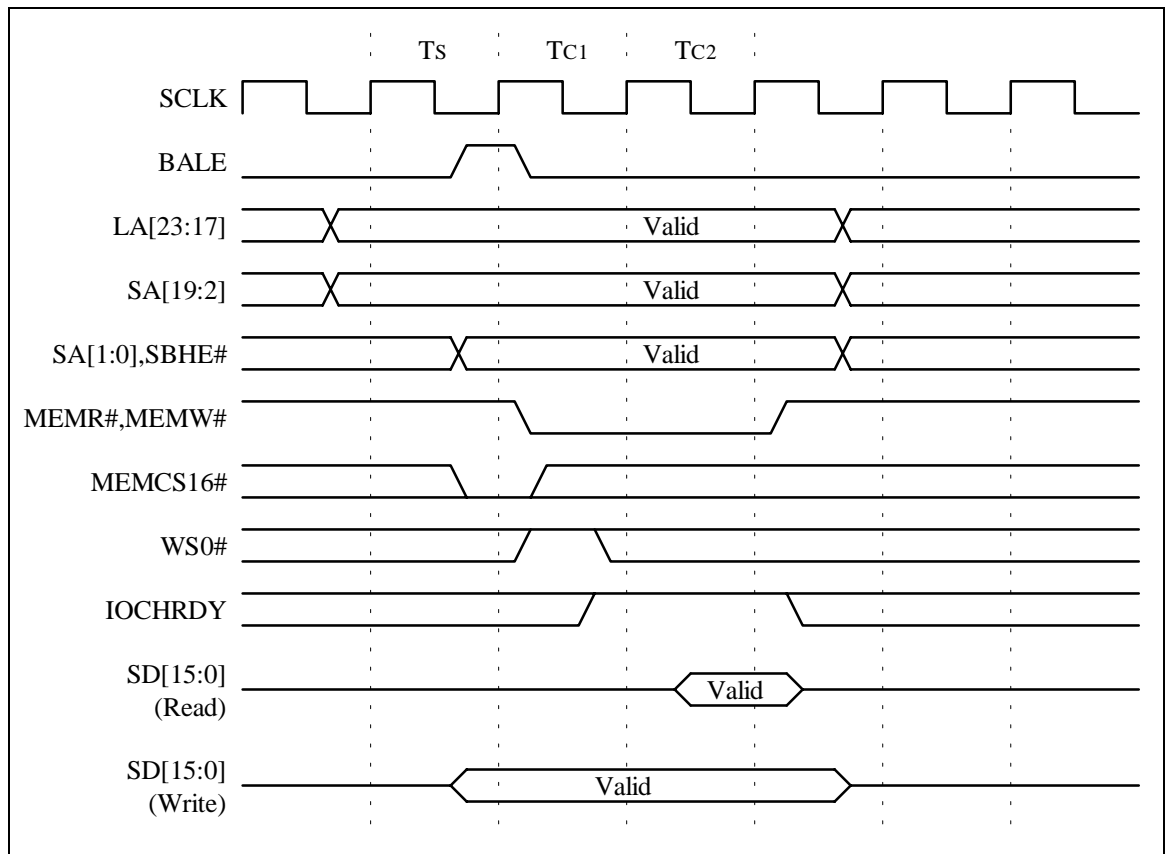 Ts Tc1 Tc2
SCLK
BALE
LA[23:17] Valid
SA[19:2] Valid
SA[1:0],SBHE# Valid
MEMR#,MEMW#
MEMCS16#
WS0#
IOCHRDY
SD[15:0]
(Read)
Valid
SD[15:0]
(Write)
Valid